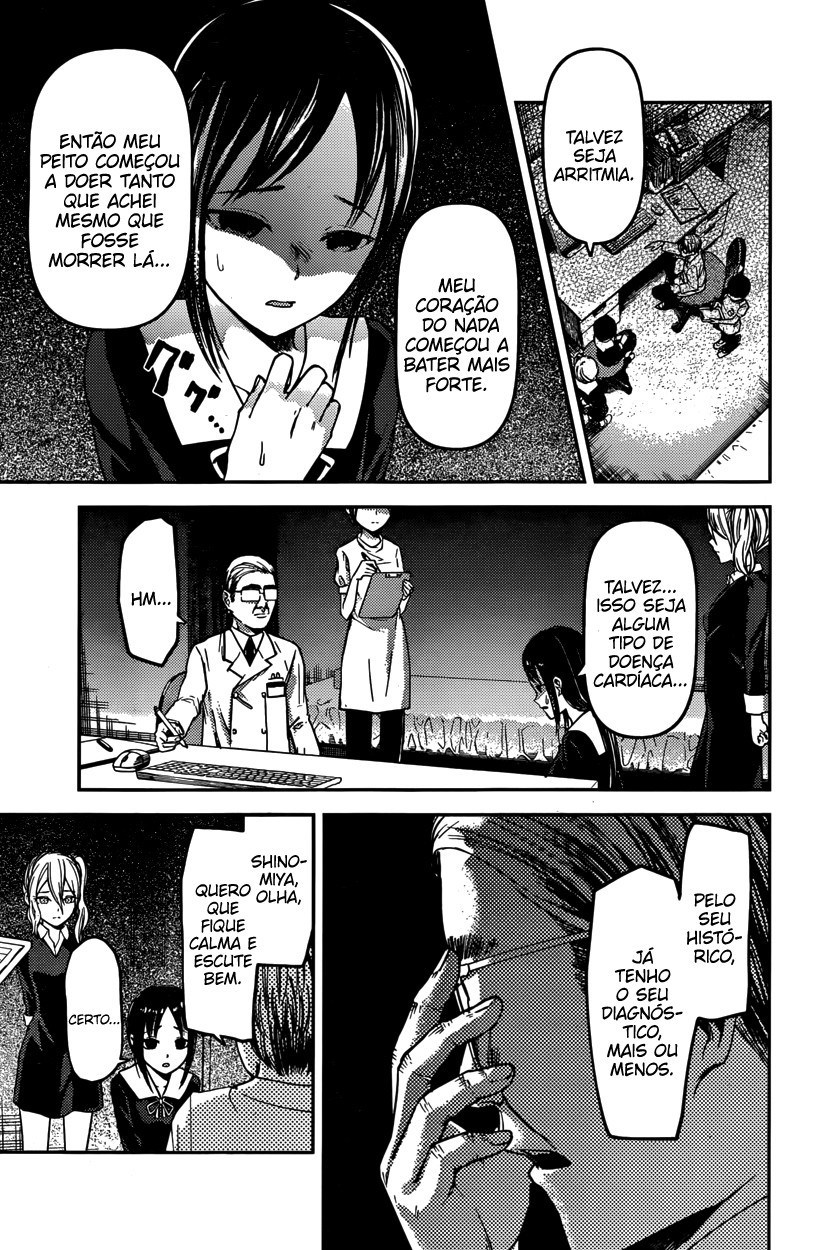 TALVEZ
SEJA
ARRITMIA.
MEU
CORAÇÃO
DO NADA
COMEÇOU A
BATER MAIS
FORTE.
ENTÃO MEU
PEITO COMEÇOU
A DOER TANTO
QUE ACHEI
MESMO QUE
FOSSE
MORRER LÁ...
グ
グ...
TALVEZ...
ISSO SEJA
ALGUM
TIPO DE
DOENÇA
CARDÍACA...
HM...
PELO
SEU
HISTÓ-
RICO,
JÁ
TENHO
O SEU
DIAGNÓS-
TICO,
MAIS OU
MENOS.
SHINO-
MIYA,
OLHA,
QUERO
QUE
FIQUE
CALMA E
ESCUTE
BEM.
CERTO...